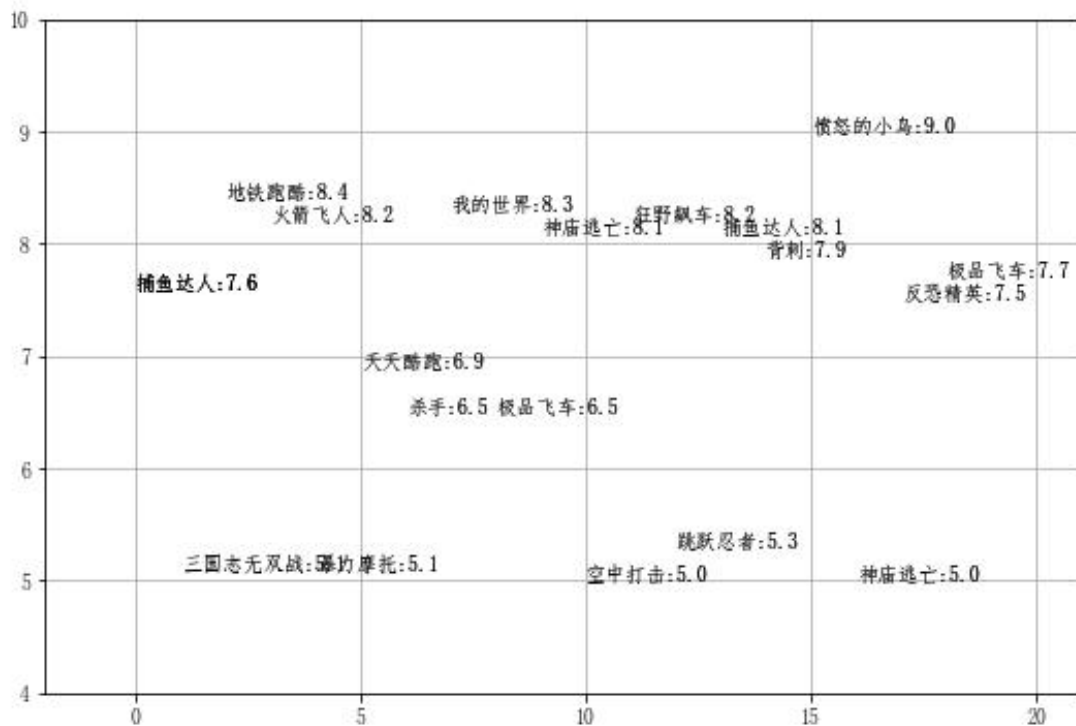 10
9
愤怒的小鸟:9.0
地铁跑酷:8.4
我的世界:8.3
火箭飞人:8.2
狂野飙车:8.2
神庙逃亡:8.1
捕鱼达人:8.1
8
背刺:7.9
极品飞车:7.7
捕鱼达人:7.6
反恐精英:7.5
7
天天酷跑:6.9
杀手:6.5
极品飞车:6.5
6
跳跃忍者:5.3
三国志无双战:5.1
摩托:5.1
5
空中打击:5.0
神庙逃亡:5.0
4
0
5
10
15
20